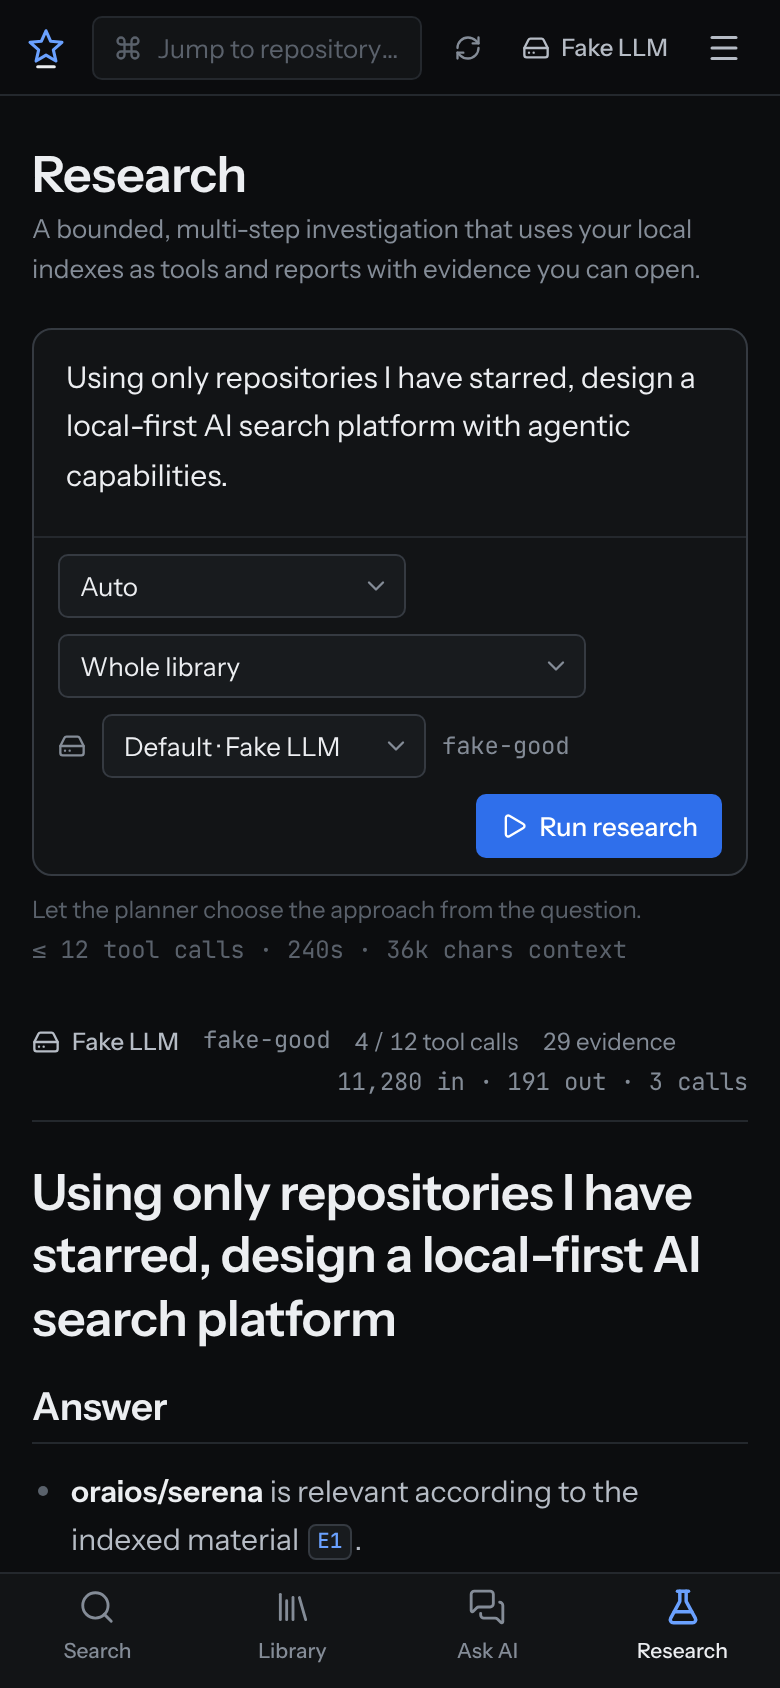 ⌘ Jump to repository...
Fake LLM
Research
A bounded, multi-step investigation that uses your local
indexes as tools and reports with evidence you can open.
Using only repositories I have starred, design a
local-first AI search platform with agentic
capabilities.
Auto
Whole library
Default · Fake LLM
fake-good
Run research
Let the planner choose the approach from the question.
≤ 12 tool calls · 240s · 36k chars context
Fake LLM fake-good 4 / 12 tool calls 29 evidence
11,280 in · 191 out · 3 calls
Using only repositories I have
starred, design a local-first AI
search platform
Answer
• oraios/serena is relevant according to the
indexed material E1.
Search Library Ask AI Research